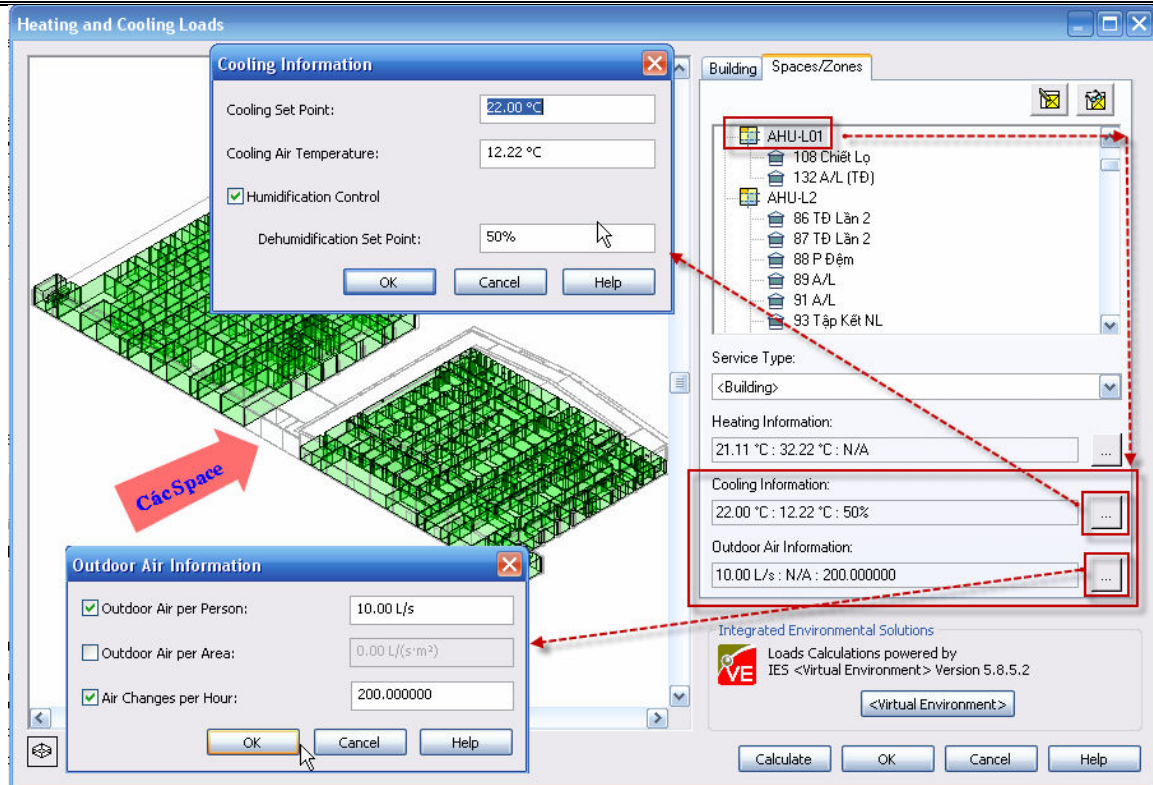 Heating and Cooling Loads
Cooling Information
Cooling Set Point:
22.00 °C
Cooling Air Temperature:
12.22 °C
Humidification Control
Dehumidification Set Point:
50%
OK
Cancel
Help
Các Space
Outdoor Air Information
Outdoor Air per Person:
10.00 L/s
Outdoor Air per Area:
0.00 L/(s·m²)
Air Changes per Hour:
200.000000
OK
Cancel
Help
Building
Spaces/Zones
AHU-L01
108 Chiết Lọ
132 A/L (TĐ)
AHU-L2
86 TĐ Lần 2
87 TĐ Lần 2
88 P Đệm
89 A/L
91 A/L
93 Tập Kết NL
Service Type:
<Building>
Heating Information:
21.11 °C : 32.22 °C : N/A
...
Cooling Information:
22.00 °C : 12.22 °C : 50%
...
Outdoor Air Information:
10.00 L/s : N/A : 200.000000
...
Integrated Environmental Solutions
VE
Loads Calculations powered by
IES <Virtual Environment> Version 5.8.5.2
<Virtual Environment>
Calculate
OK
Cancel
Help